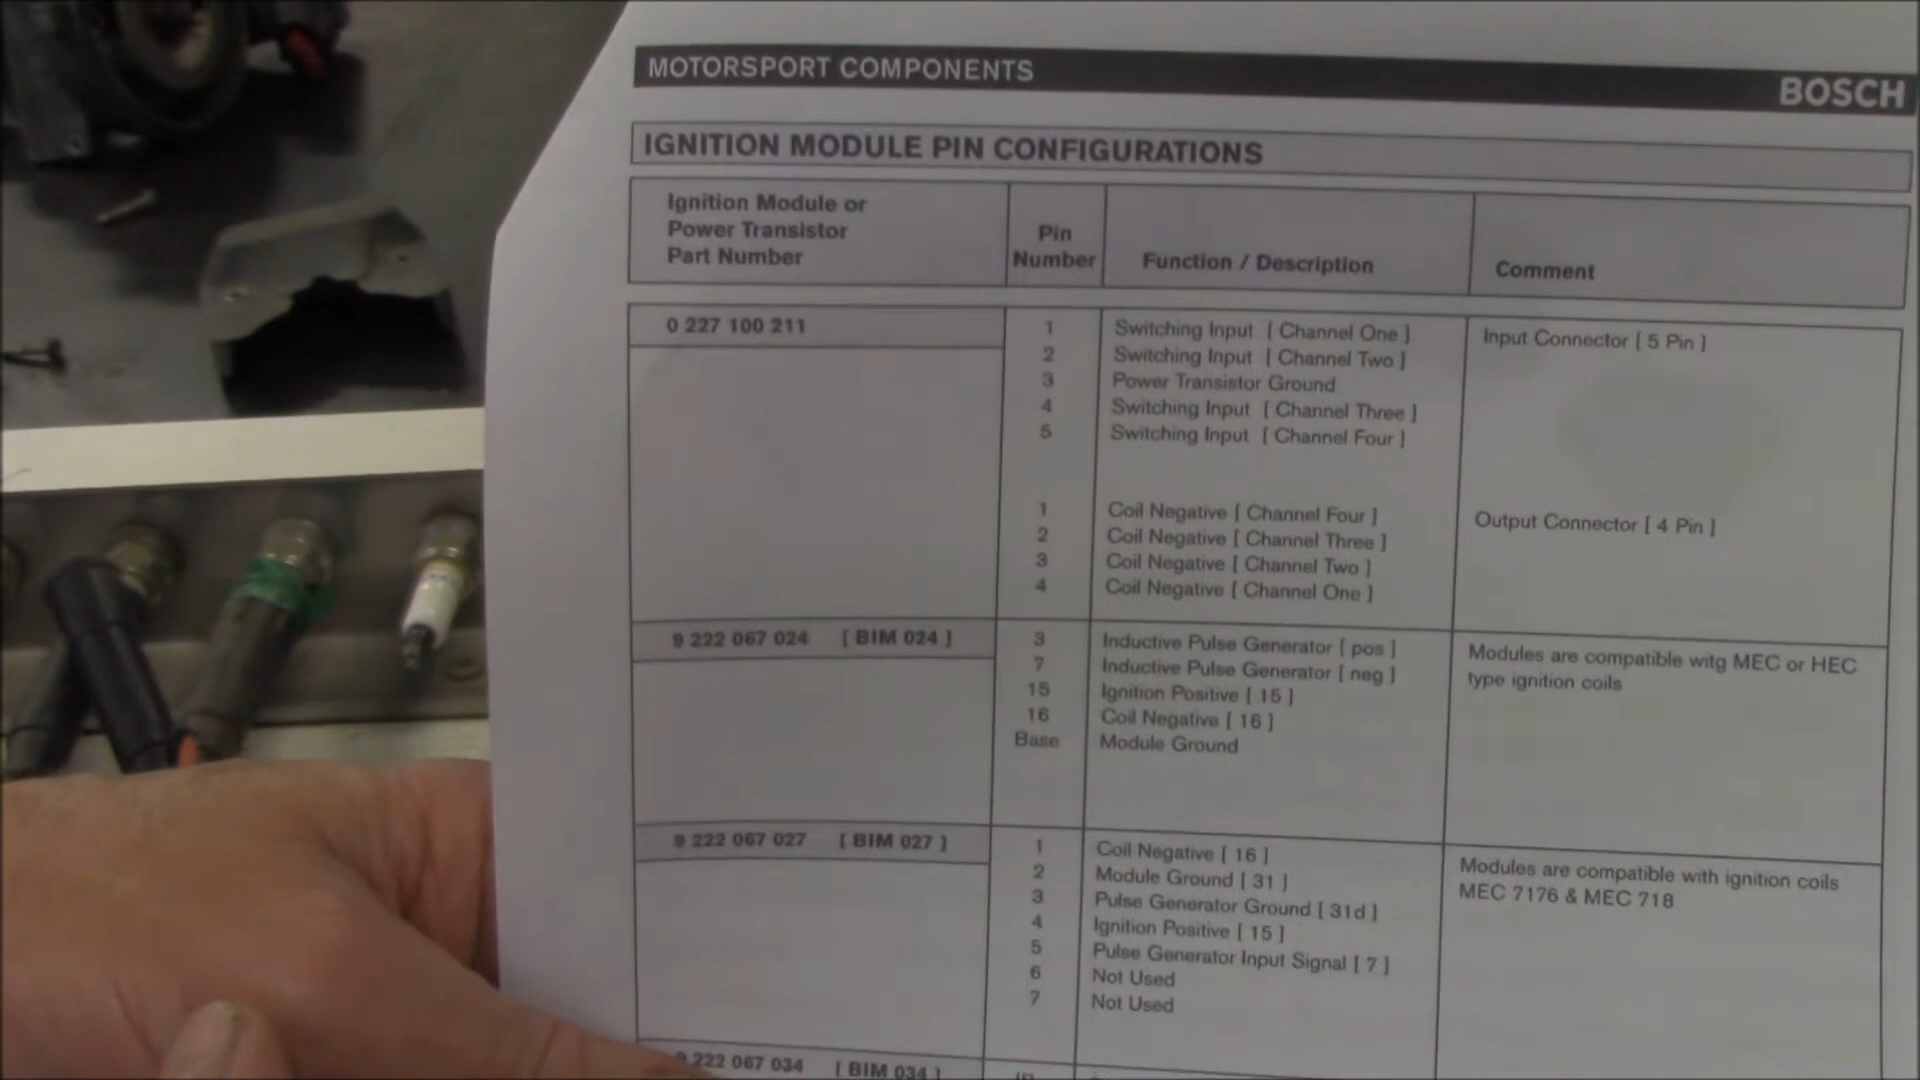 MOTORSPORT COMPONENTS
BOSCH
IGNITION MODULE PIN CONFIGURATIONS
Ignition Module or
Power Transistor
Part Number
Pin
Number
Function / Description
Comment
0 227 100 211
1 Switching Input [ Channel One ] Input Connector [ 5 Pin ]
2 Switching Input [ Channel Two ]
3 Power Transistor Ground
4 Switching Input [ Channel Three ]
5 Switching Input [ Channel Four ]
1 Coil Negative [ Channel Four ] Output Connector [ 4 Pin ]
2 Coil Negative [ Channel Three ]
3 Coil Negative [ Channel Two ]
4 Coil Negative [ Channel One ]
9 222 067 024 [ BIM 024 ]
3 Inductive Pulse Generator [ pos ] Modules are compatible witg MEC or HEC
7 Inductive Pulse Generator [ neg ] type ignition coils
15 Ignition Positive [ 15 ]
16 Coil Negative [ 16 ]
Base Module Ground
9 222 067 027 [ BIM 027 ]
1 Coil Negative [ 16 ] Modules are compatible with ignition coils
2 Module Ground [ 31 ] MEC 7176 & MEC 718
3 Pulse Generator Ground [ 31d ]
4 Ignition Positive [ 15 ]
5 Pulse Generator Input Signal [ 7 ]
6 Not Used
7 Not Used
9 222 067 034 [ BIM 034 ]